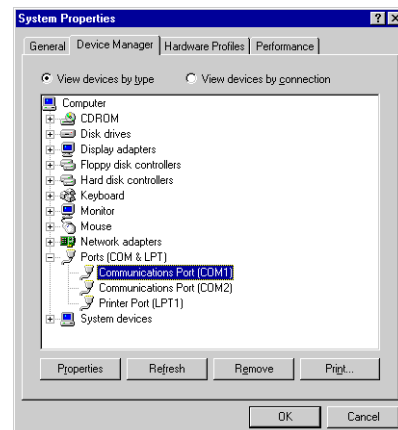 System Properties
General Device Manager Hardware Profiles Performance
View devices by type View devices by connection
Computer
CDROM
Disk drives
Display adapters
Floppy disk controllers
Hard disk controllers
Keyboard
Monitor
Mouse
Network adapters
Ports (COM & LPT)
Communications Port (COM1)
Communications Port (COM2)
Printer Port (LPT1)
System devices
Properties Refresh Remove Print...
OK Cancel